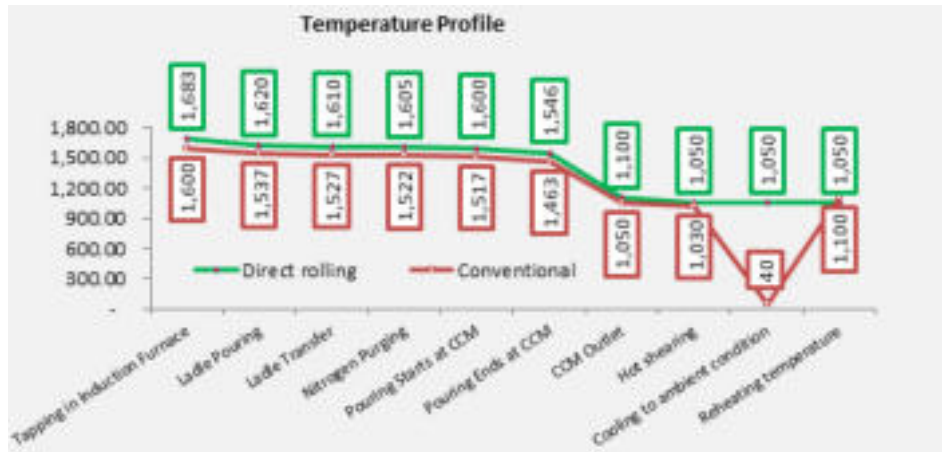 Temperature Profile
1,683
1,620
1,610
1,605
1,600
1,546
1,100
1,050
1,050
1,050
1,800.00
1,500.00
1,200.00
900.00
600.00
300.00
-
1,600
1,537
1,527
1,522
1,517
1,463
1,050
1,030
40
1,100
Direct rolling
Conventional
Tapping in Induction Furnace
Ladle Pouring
Ladle Transfer
Nitrogen Purging
Pouring Starts at CCM
Pouring Ends at CCM
CCM Outlet
Hot shearing
Cooling to ambient condition
Reheating temperature